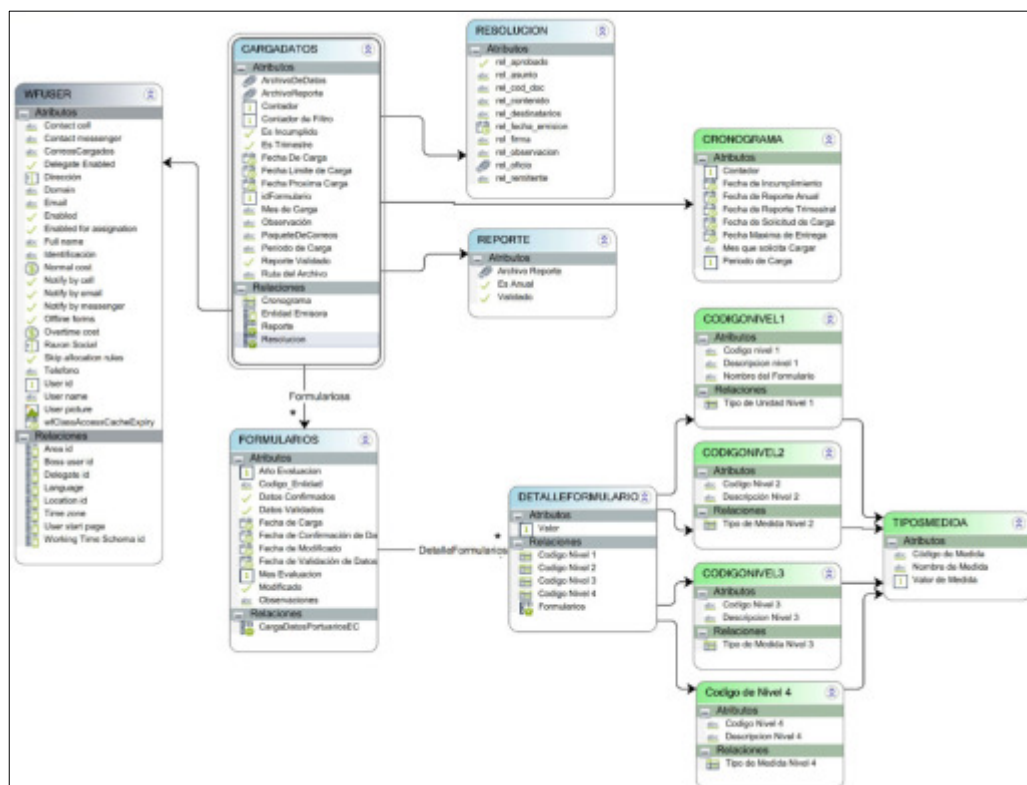 WFUSER
Atributos
Contact cell
Contact messenger
CorreosCargados
Delegate Enabled
Dirección
Domain
Email
Enabled
Enabled for assignation
Full name
Identificación
Normal cost
Notify by cell
Notify by email
Notify by messenger
Offline forms
Overtime cost
Razon Social
Skip allocation rules
Telefono
User id
User name
User picture
wfClassAccessCacheExpiry
Relaciones
Area id
Boss user id
Delegate id
Language
Location id
Time zone
User start page
Working Time Schema id
CARGADATOS
Atributos
ArchivoDeDatos
ArchivoReporte
Contador
Contador de Filtro
Es Incumplido
Es Trimestre
Fecha De Carga
Fecha Limite de Carga
Fecha Proxima Carga
idFormulario
Mes de Carga
Observación
PaqueteDeCorreos
Periodo de Carga
Reporte Validado
Ruta del Archivo
Relaciones
Cronograma
Entidad Emisora
Reporte
Resolucion
RESOLUCION
Atributos
rel_aprobado
rel_asunto
rel_cod_doc
rel_contenido
rel_destinatarios
rel_fecha_emision
rel_firma
rel_observacion
rel_oficio
rel_remitente
CRONOGRAMA
Atributos
Contador
Fecha de Incumplimiento
Fecha de Reporte Anual
Fecha de Reporte Trimestral
Fecha de Solicitud de Carga
Fecha Maxima de Entrega
Mes que solicita Cargar
Periodo de Carga
REPORTE
Atributos
Archivo Reporte
Es Anual
Validado
Formularioss
*
FORMULARIOS
Atributos
Año Evaluacion
Codigo_Entidad
Datos Confirmados
Datos Validados
Fecha de Carga
Fecha de Confirmación de Da
Fecha de Modificado
Fecha de Validación de Datos
Mes Evaluacion
Modificado
Observaciones
Relaciones
CargaDatosPortuariosEC
*
DetalleFormularios
DETALLEFORMULARIO
Atributos
Valor
Relaciones
Codigo Nivel 1
Codigo Nivel 2
Codigo Nivel 3
Codigo Nivel 4
Formularios
CODIGONIVEL1
Atributos
Codigo nivel 1
Descripcion nivel 1
Nombre del Formulario
Relaciones
Tipo de Unidad Nivel 1
CODIGONIVEL2
Atributos
Codigo Nivel 2
Descripción Nivel 2
Relaciones
Tipo de Medida Nivel 2
CODIGONIVEL3
Atributos
Codigo Nivel 3
Descripcion Nivel 3
Relaciones
Tipo de Medida Nivel 3
Codigo de Nivel 4
Atributos
Codigo Nivel 4
Descripcion Nivel 4
Relaciones
Tipo de Medida Nivel 4
TIPOSMEDIDA
Atributos
Código de Medida
Nombre de Medida
Valor de Medida